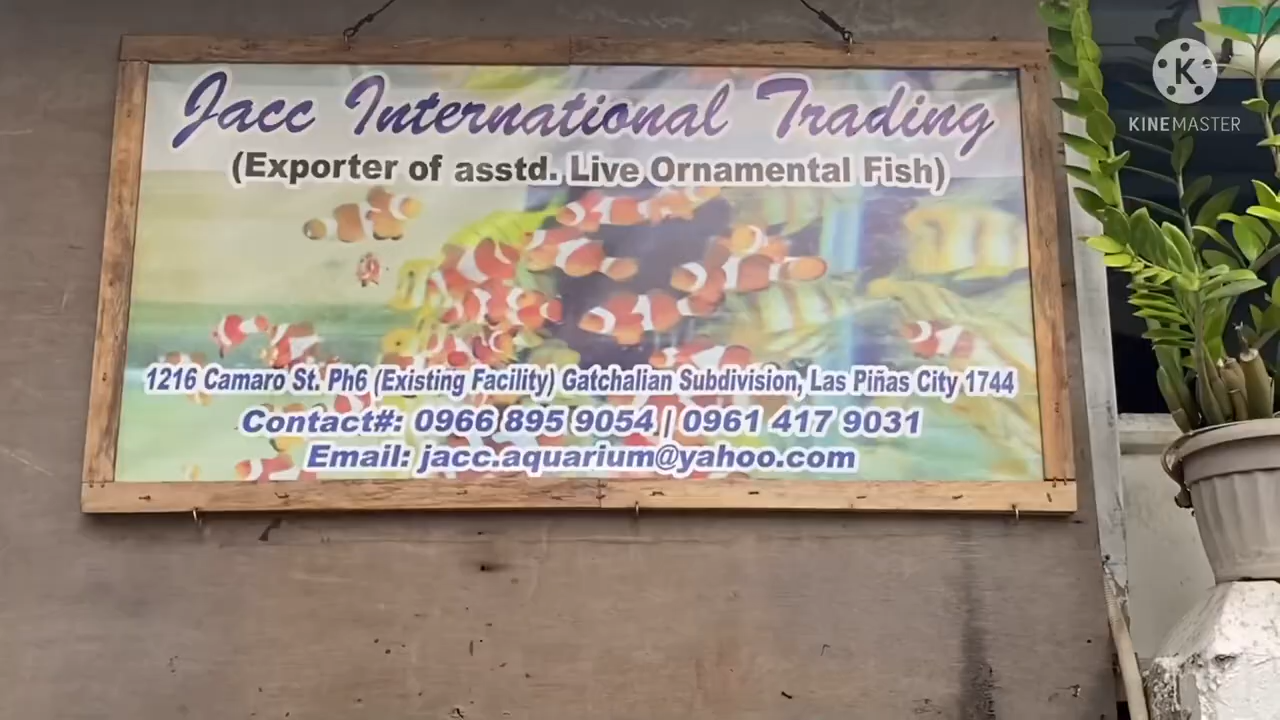 Jacc International Trading
(Exporter of asstd. Live Ornamental Fish)
1216 Camaro St. Ph6 (Existing Facility) Gatchalian Subdivision, Las Piñas City 1744
Contact#: 0966 895 9054 | 0961 417 9031
Email: jacc.aquarium@yahoo.com
K
KINEMASTER